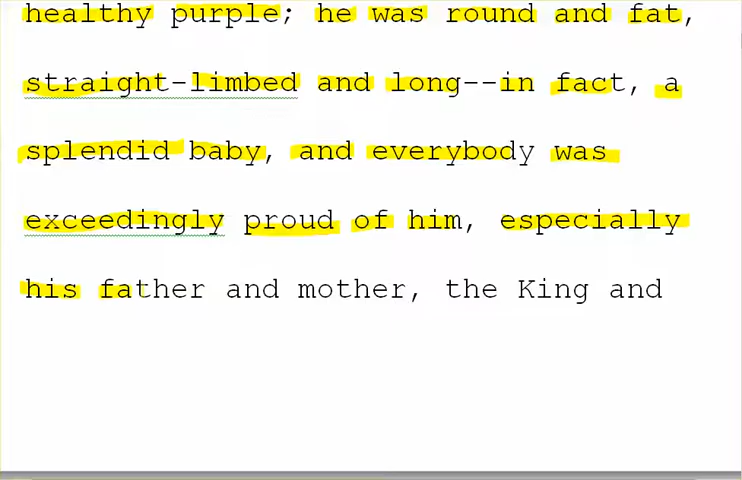 healthy purple; he was round and fat,
straight-limbed and long--in fact, a
splendid baby, and everybody was
exceedingly proud of him, especially
his father and mother, the King and